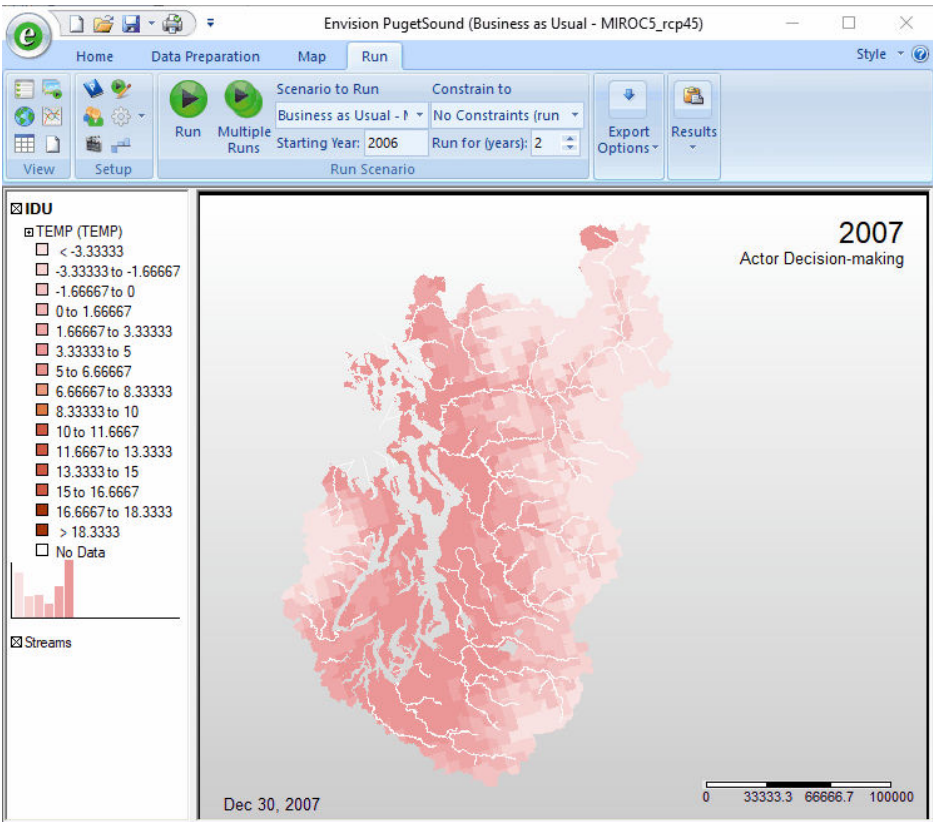 Envision PugetSound (Business as Usual - MIROC5_rcp45)
Home Data Preparation Map Run Style
Scenario to Run Constrain to
Business as Usual - No Constraints (run
Starting Year: 2006 Run for (years): 2
Run
Multiple
Runs
Export
Options
Results
View Setup Run Scenario
IDU
TEMP (TEMP)
< -3.33333
-3.33333 to -1.66667
-1.66667 to 0
0 to 1.66667
1.66667 to 3.33333
3.33333 to 5
5 to 6.66667
6.66667 to 8.33333
8.33333 to 10
10 to 11.6667
11.6667 to 13.3333
13.3333 to 15
15 to 16.6667
16.6667 to 18.3333
> 18.3333
No Data
Streams
2007
Actor Decision-making
Dec 30, 2007
0 33333.3 66666.7 100000